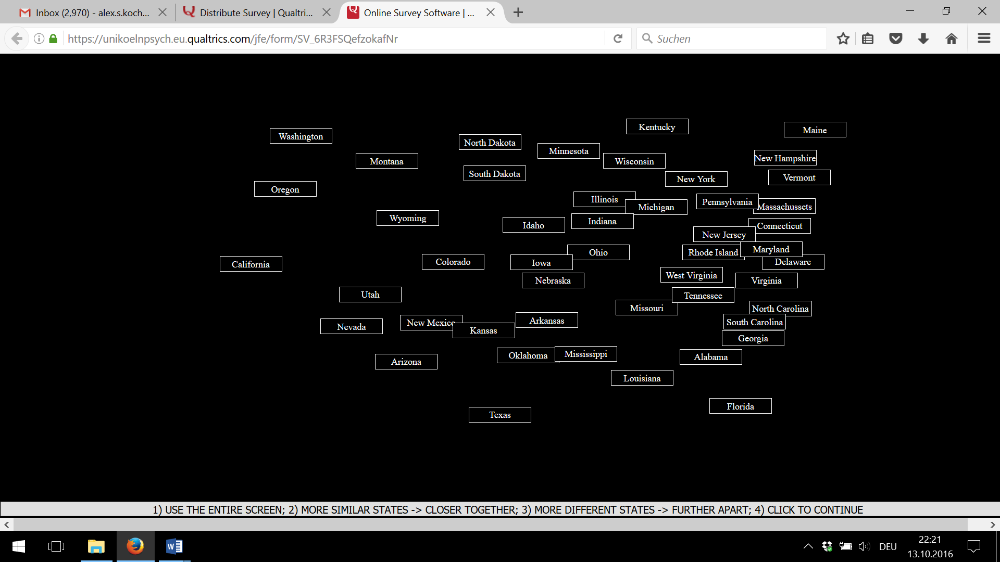 Inbox (2,970) - alex.s.koch...
Distribute Survey | Qualtri...
Online Survey Software | ...
https://unikoelnpsych.eu.qualtrics.com/jfe/form/SV_6R3FSQefzokafNr
Suchen
Kentucky
Maine
Washington
North Dakota
Minnesota
New Hampshire
Montana
Wisconsin
South Dakota
Vermont
New York
Oregon
Illinois
Pennsylvania
Massachussets
Michigan
Wyoming
Indiana
Idaho
Connecticut
New Jersey
Maryland
Ohio
Rhode Island
Colorado
Delaware
Iowa
California
West Virginia
Nebraska
Virginia
Utah
Tennessee
Missouri
North Carolina
Arkansas
New Mexico
South Carolina
Nevada
Kansas
Georgia
Mississippi
Oklahoma
Alabama
Arizona
Louisiana
Florida
Texas
1) USE THE ENTIRE SCREEN; 2) MORE SIMILAR STATES -> CLOSER TOGETHER; 3) MORE DIFFERENT STATES -> FURTHER APART; 4) CLICK TO CONTINUE
DEU
22:21
13.10.2016